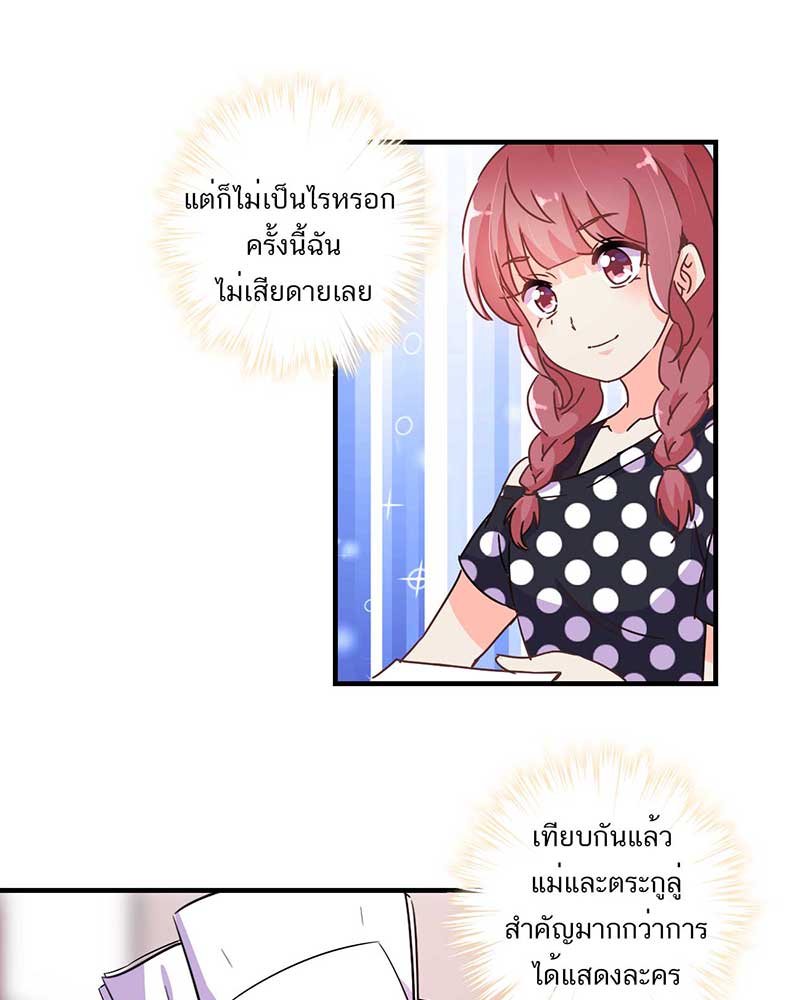 แต่ก็ไม่เป็นไรหรอก
ครั้งนี้ฉัน
ไม่เสียดายเลย
เทียบกันแล้ว
แม่และตระกูลู่
สำคัญมากกว่าการ
ได้แสดงละคร